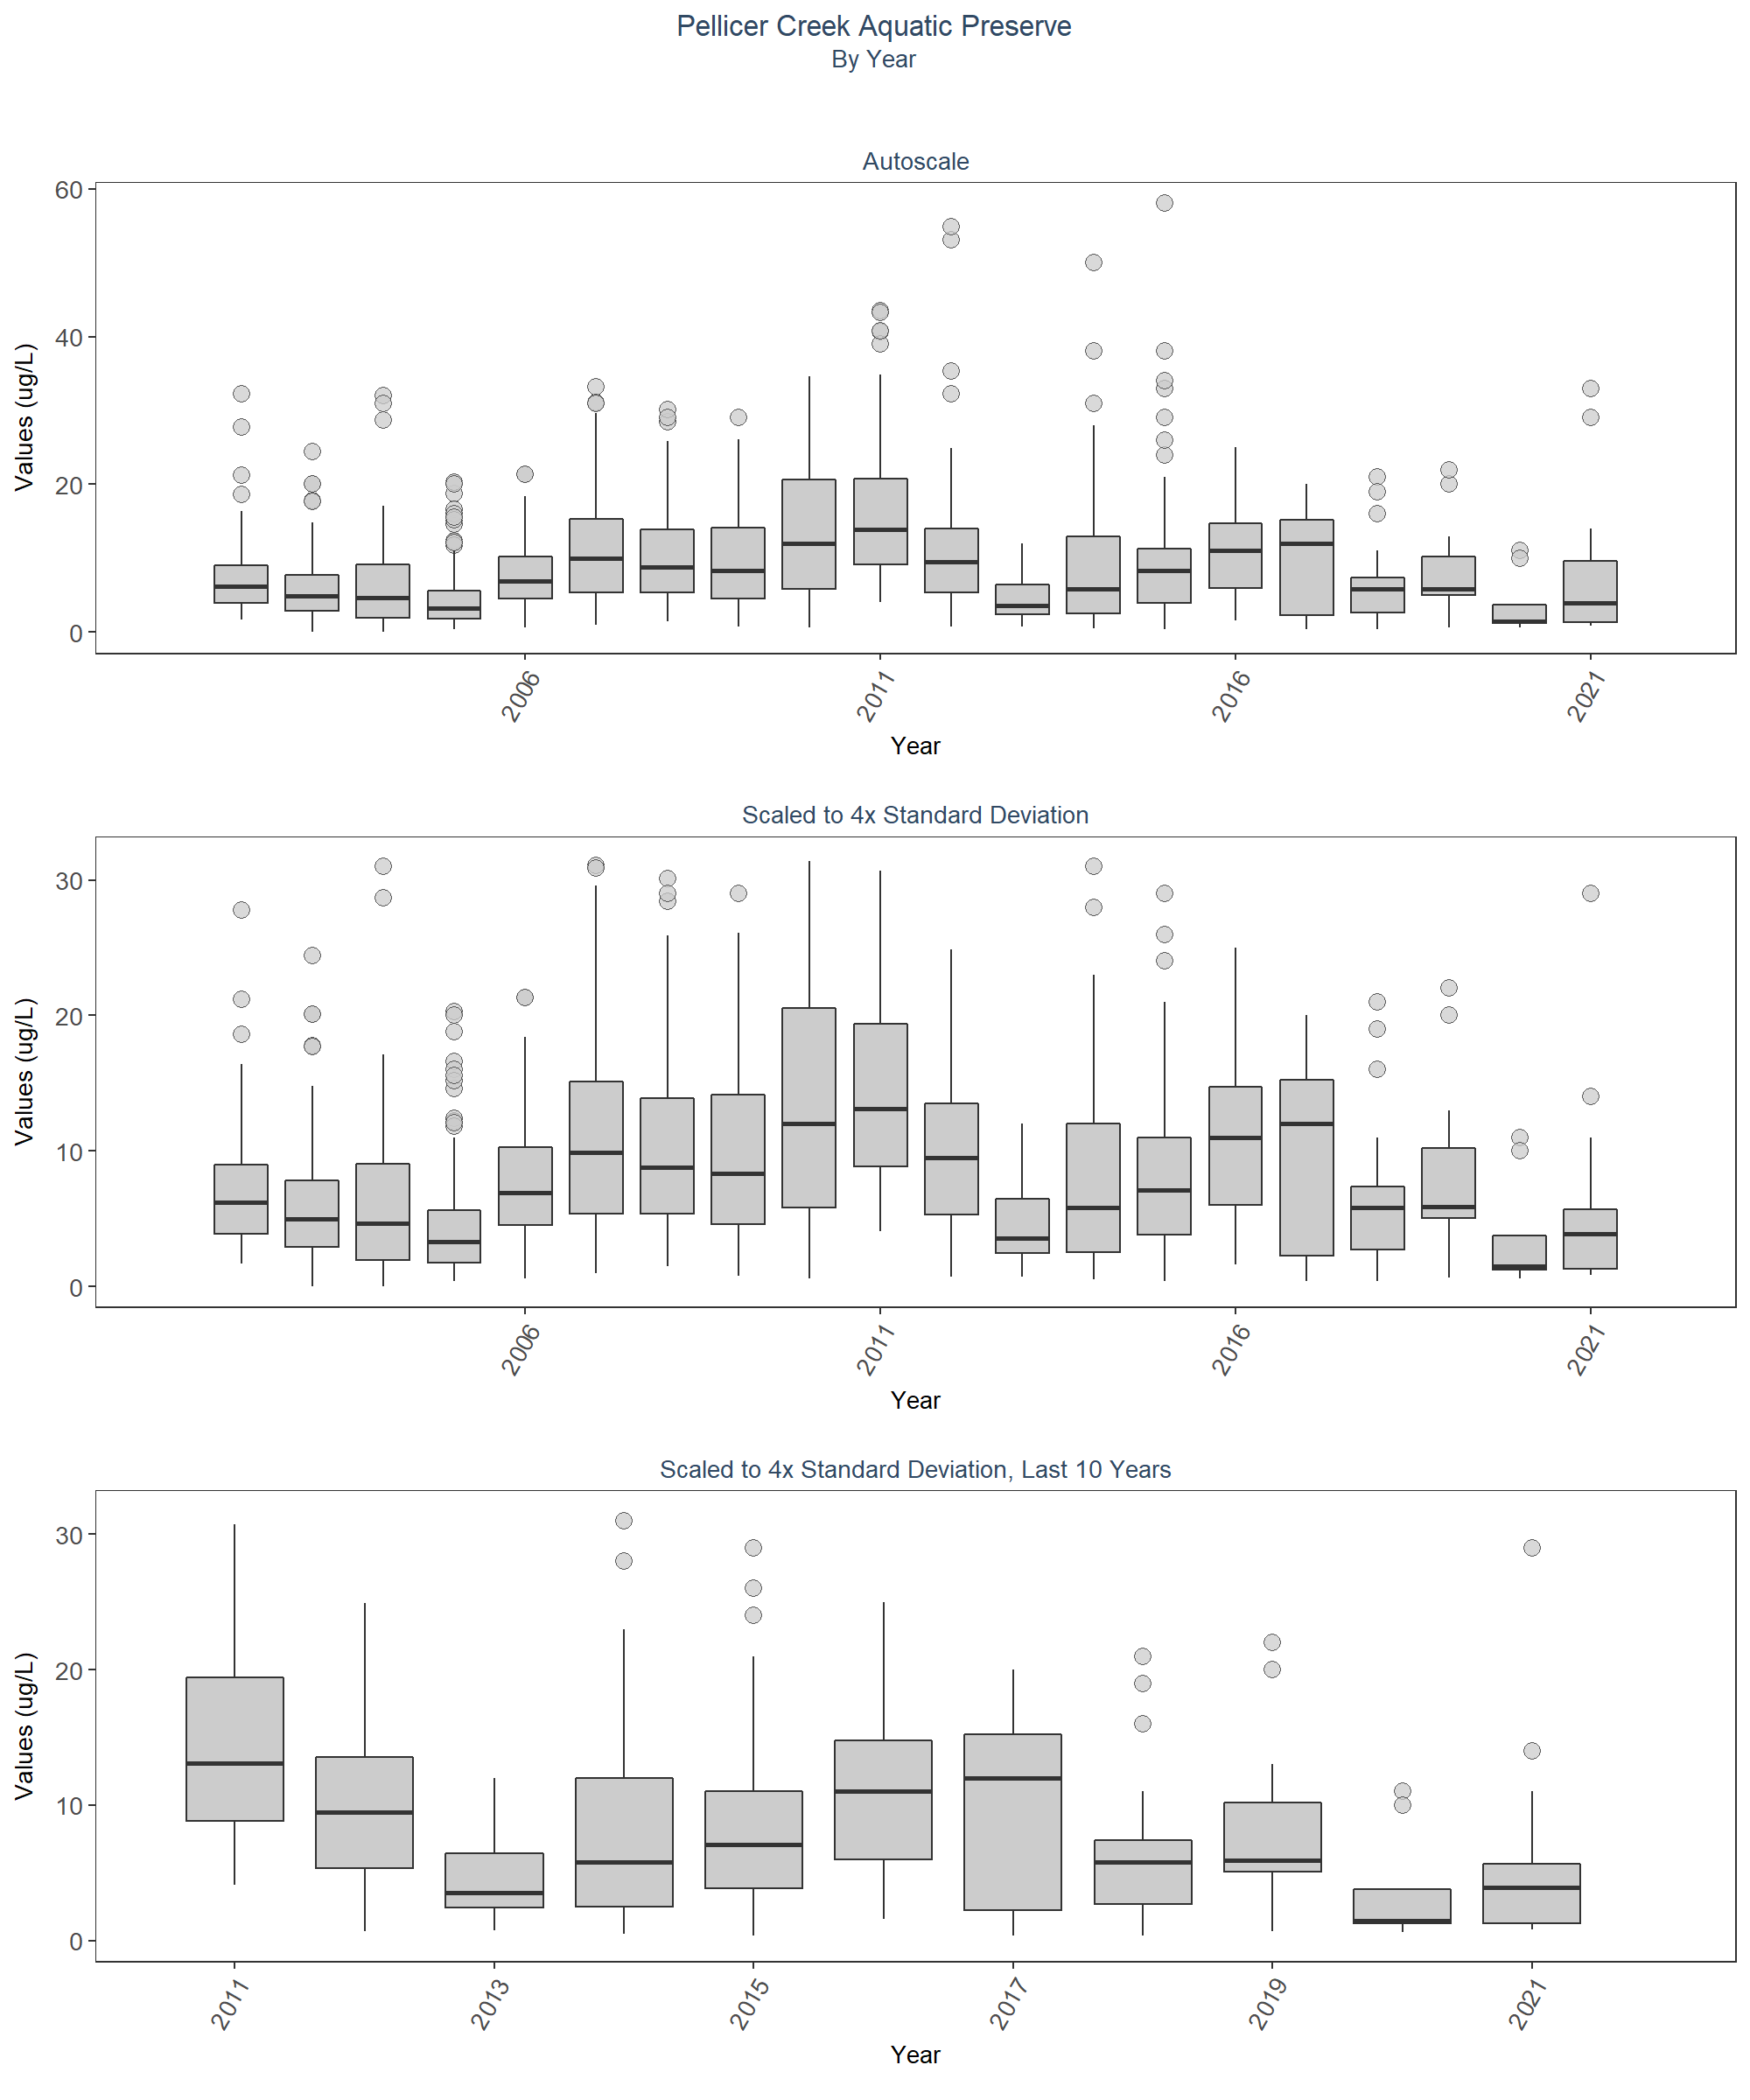 Pellicer Creek Aquatic Preserve
By Year
Autoscale
Values (ug/L)
60
40
20
0
2006 2011 2016 2021
Year
Scaled to 4x Standard Deviation
Values (ug/L)
30
20
10
0
2006 2011 2016 2021
Year
Scaled to 4x Standard Deviation, Last 10 Years
Values (ug/L)
30
20
10
0
2011 2013 2015 2017 2019 2021
Year